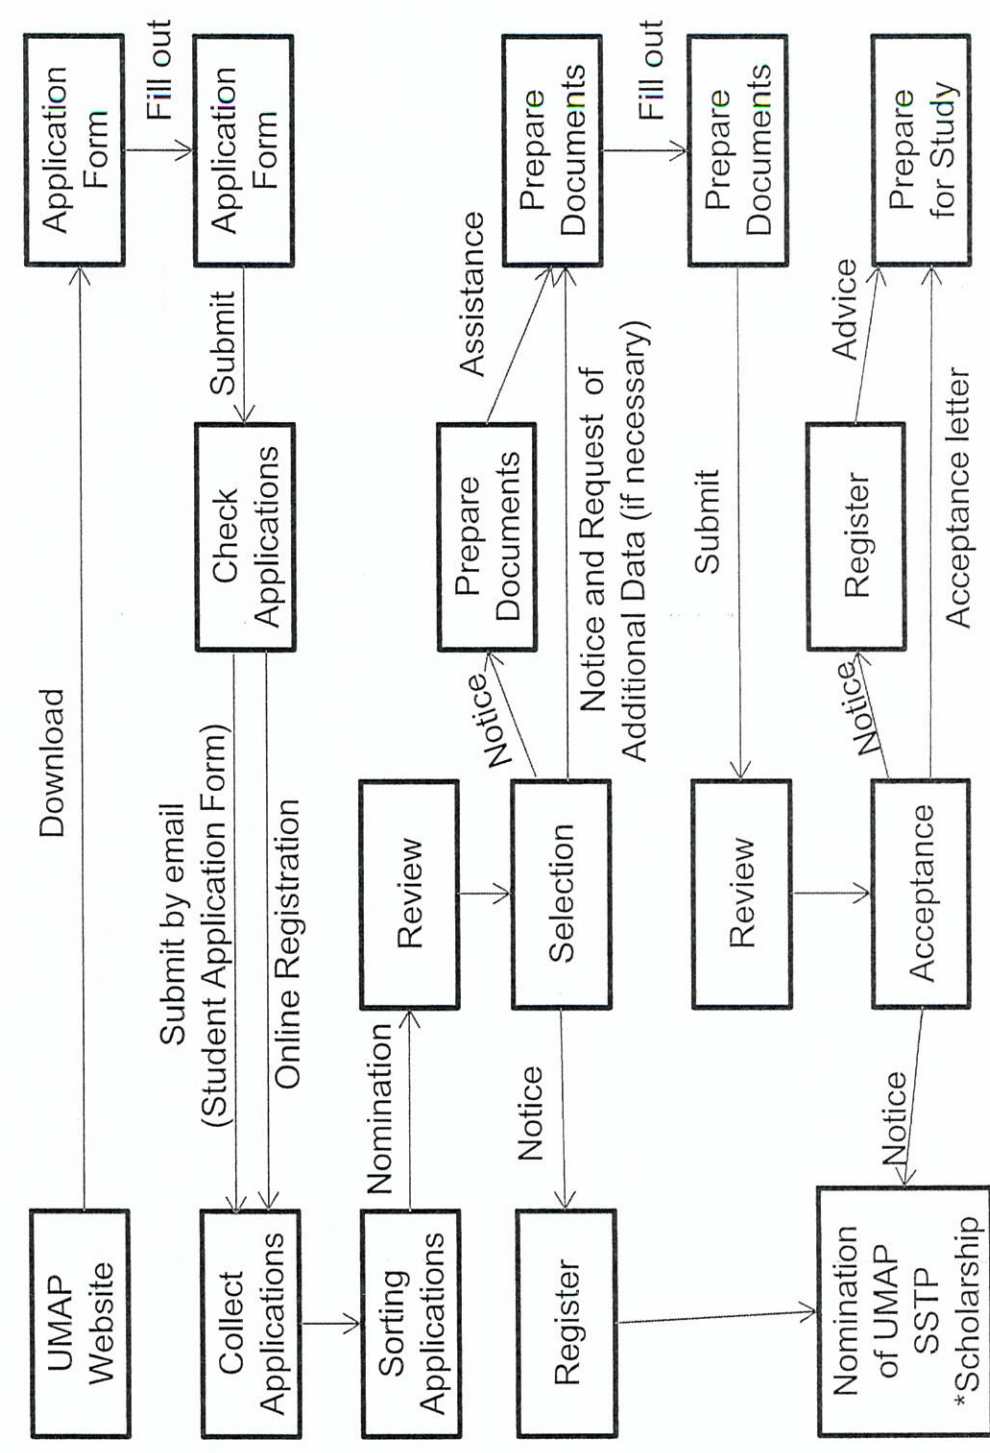 UMAP
Website
Download
Application
Form
Fill out
Application
Form
Submit
Check
Applications
Submit by email
(Student Application Form)
Online Registration
Collect
Applications
Sorting
Applications
Nomination
Review
Selection
Notice
Prepare
Documents
Assistance
Prepare
Documents
Notice and Request of
Additional Data (if necessary)
Fill out
Prepare
Documents
Notice
Register
Submit
Review
Acceptance
Notice
Register
Advice
Prepare
for Study
Acceptance letter
Notice
Nomination
of UMAP
SSTP
*Scholarship